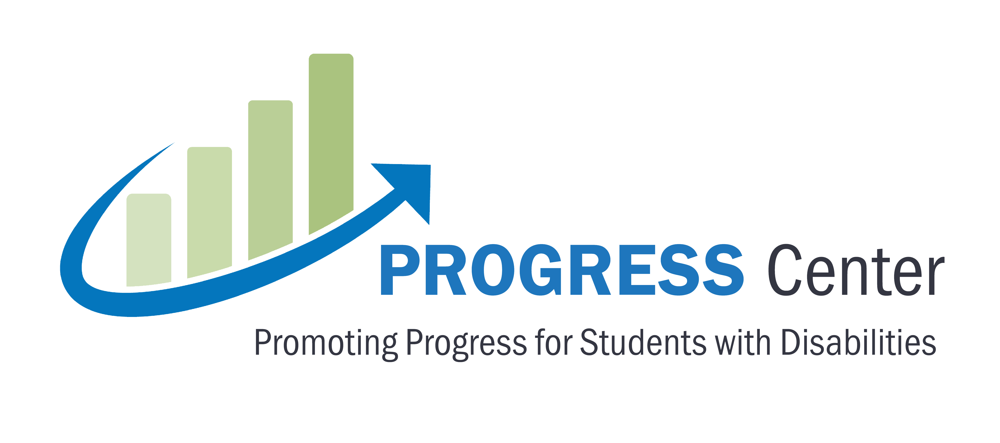 PROGRESS Center
Promoting Progress for Students with Disabilities